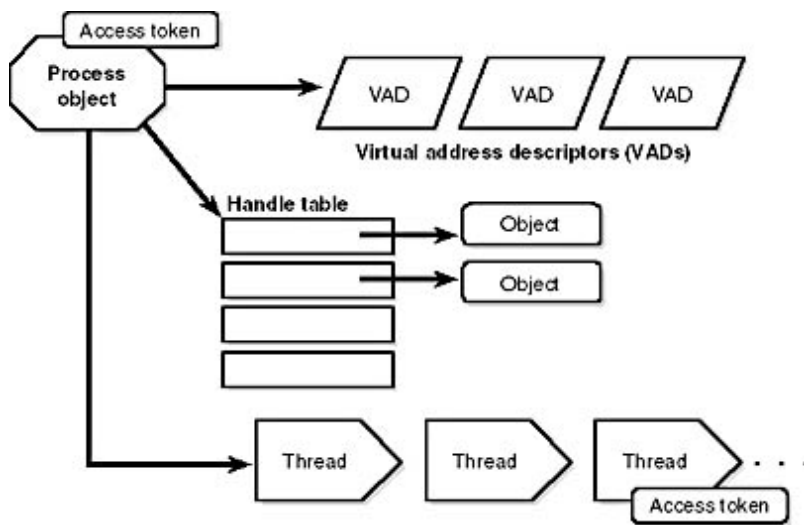 Access token
Process
object
VAD VAD VAD
Virtual address descriptors (VADs)
Handle table
Object
Object
Thread Thread Thread
Access token